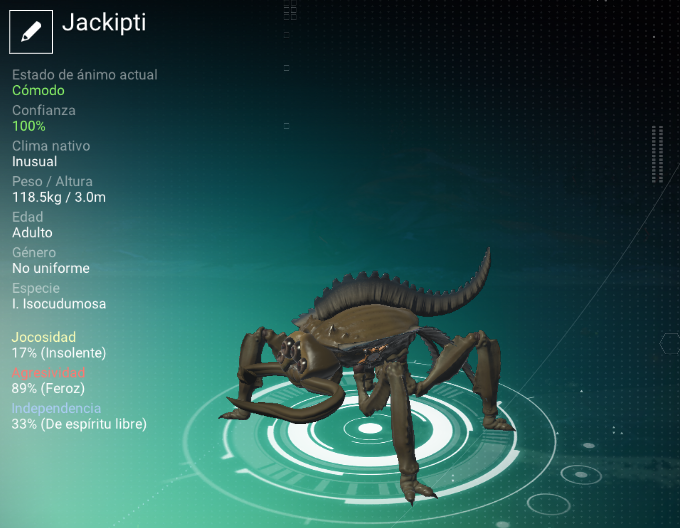 Jackipti
Estado de ánimo actual
Cómodo
Confianza
100%
Clima nativo
Inusual
Peso / Altura
118.5kg / 3.0m
Edad
Adulto
Género
No uniforme
Especie
I. Isocudumosa
Jocosidad
17% (Insolente)
Agresividad
89% (Feroz)
Independencia
33% (De espíritu libre)